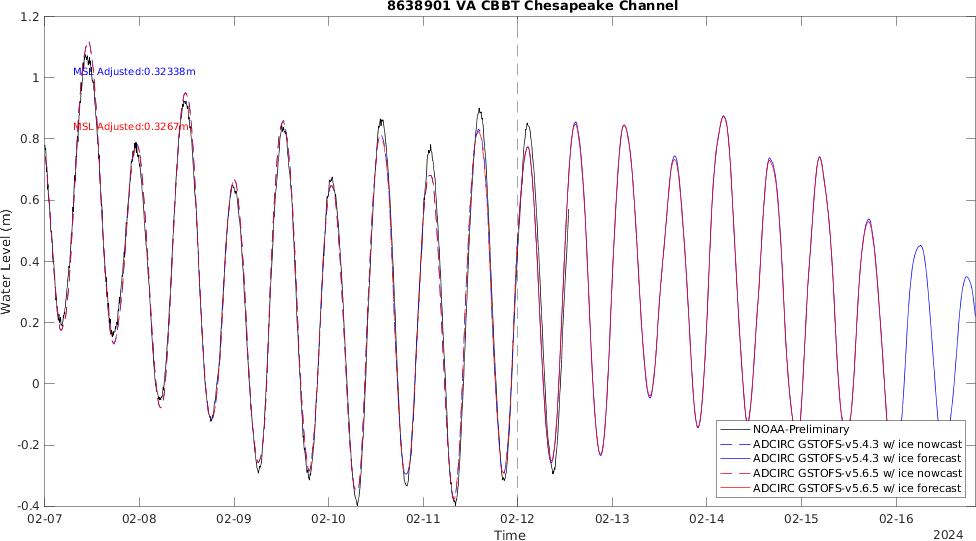 8638901 VA CBBT Chesapeake Channel
1.2
1
0.8
0.6
0.4
0.2
0
-0.2
-0.4
Water Level (m)
MSL Adjusted:0.32338m
MSL Adjusted:0.3267m
NOAA-Preliminary
ADCIRC GSTOFS-v5.4.3 w/ ice nowcast
ADCIRC GSTOFS-v5.4.3 w/ ice forecast
ADCIRC GSTOFS-v5.6.5 w/ ice nowcast
ADCIRC GSTOFS-v5.6.5 w/ ice forecast
02-07 02-08 02-09 02-10 02-11 02-12 02-13 02-14 02-15 02-16
Time
2024